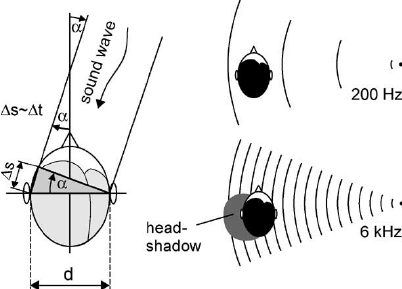 α
sound wave
Δs~Δt
α
Δs
α
d
200 Hz
head-
shadow
6 kHz